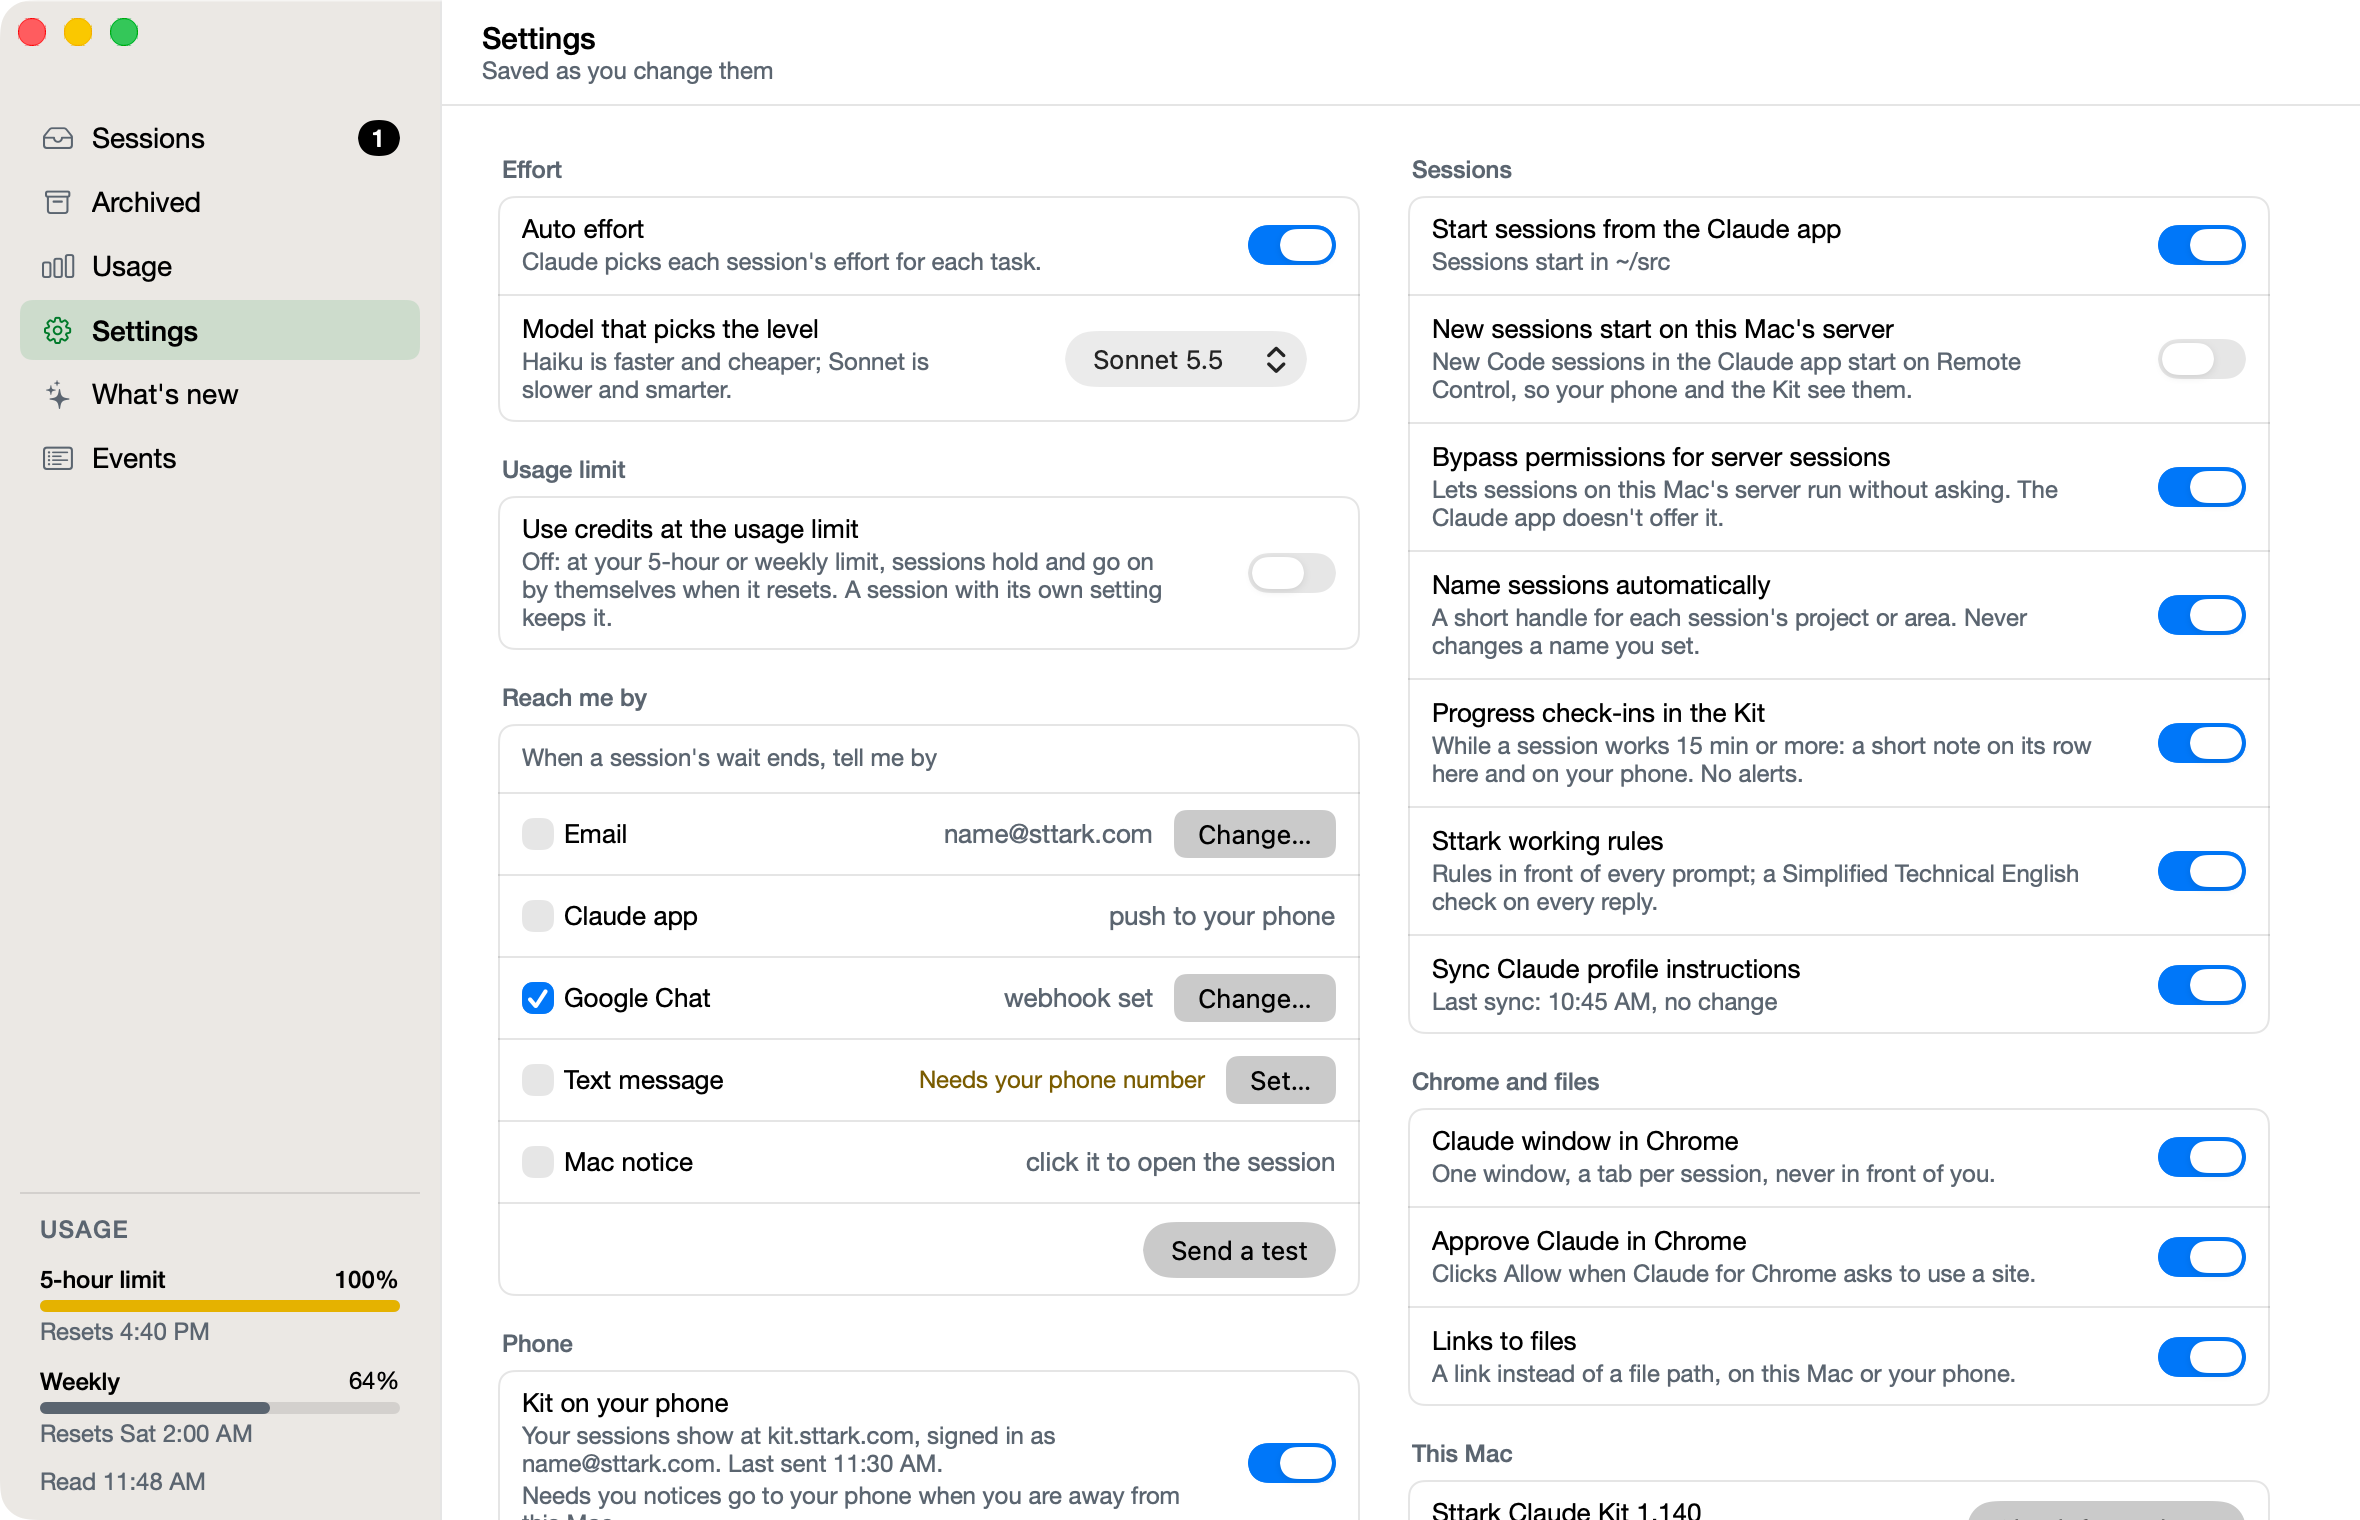 Sessions
1
Archived
Usage
Settings
What's new
Events
USAGE
5-hour limit
100%
Resets 4:40 PM
Weekly
64%
Resets Sat 2:00 AM
Read 11:48 AM
Settings
Saved as you change them
Effort
Auto effort
Claude picks each session's effort for each task.
Model that picks the level
Haiku is faster and cheaper; Sonnet is
slower and smarter.
Sonnet 5.5
Usage limit
Use credits at the usage limit
Off: at your 5-hour or weekly limit, sessions hold and go on
by themselves when it resets. A session with its own setting
keeps it.
Reach me by
When a session's wait ends, tell me by
Email
name@sttark.com
Change...
Claude app
push to your phone
Google Chat
webhook set
Change...
Text message
Needs your phone number
Set...
Mac notice
click it to open the session
Send a test
Phone
Kit on your phone
Your sessions show at kit.sttark.com, signed in as
name@sttark.com. Last sent 11:30 AM.
Needs you notices go to your phone when you are away from
Sessions
Start sessions from the Claude app
Sessions start in ~/src
New sessions start on this Mac's server
New Code sessions in the Claude app start on Remote
Control, so your phone and the Kit see them.
Bypass permissions for server sessions
Lets sessions on this Mac's server run without asking. The
Claude app doesn't offer it.
Name sessions automatically
A short handle for each session's project or area. Never
changes a name you set.
Progress check-ins in the Kit
While a session works 15 min or more: a short note on its row
here and on your phone. No alerts.
Sttark working rules
Rules in front of every prompt; a Simplified Technical English
check on every reply.
Sync Claude profile instructions
Last sync: 10:45 AM, no change
Chrome and files
Claude window in Chrome
One window, a tab per session, never in front of you.
Approve Claude in Chrome
Clicks Allow when Claude for Chrome asks to use a site.
Links to files
A link instead of a file path, on this Mac or your phone.
This Mac
Sttark Claude Kit 1.140